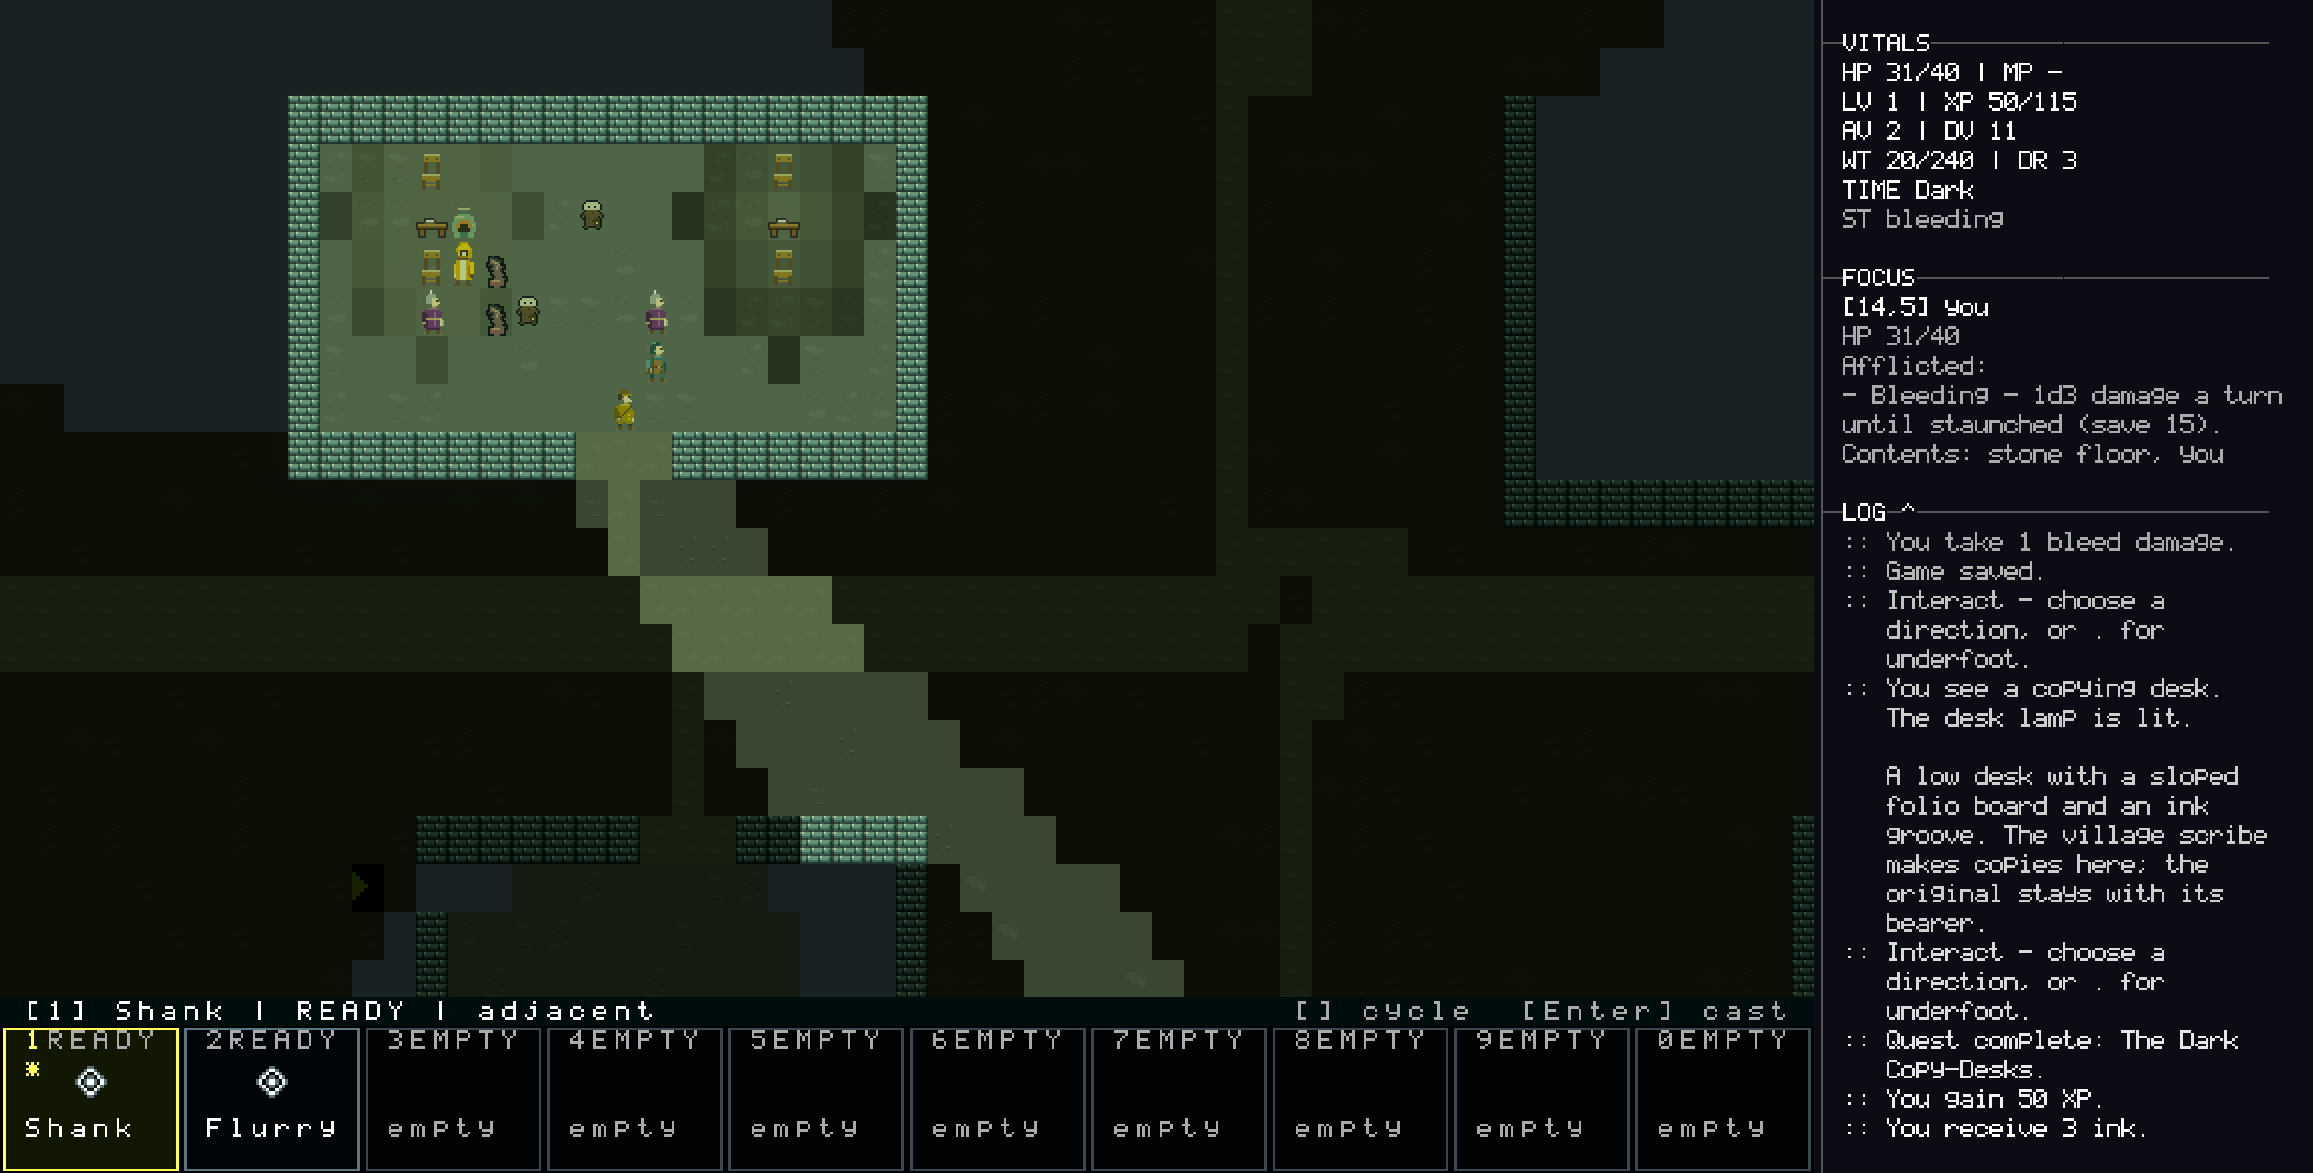 VITALS
HP 31/40 | MP -
LV 1 | XP 50/115
AV 2 | DV 11
WT 20/240 | DR 3
TIME Dark
ST bleeding
FOCUS
[14,5] You
HP 31/40
Afflicted:
- Bleeding - 1d3 damage a turn
until staunched (save 15).
Contents: stone floor, You
LOG ^
:: You take 1 bleed damage.
:: Game saved.
:: Interact - choose a
direction, or . for
underfoot.
:: You see a copying desk.
The desk lamp is lit.
A low desk with a sloped
folio board and an ink
groove. The village scribe
makes copies here; the
original stays with its
bearer.
:: Interact - choose a
direction, or . for
underfoot.
:: Quest complete: The Dark
Copy-Desks.
:: You gain 50 XP.
:: You receive 3 ink.
[1] Shank | READY | adjacent
[] cycle [Enter] cast
1READY 2READY 3EMPTY 4EMPTY 5EMPTY 6EMPTY 7EMPTY 8EMPTY 9EMPTY 0EMPTY
Shank Flurry empty empty empty empty empty empty empty empty